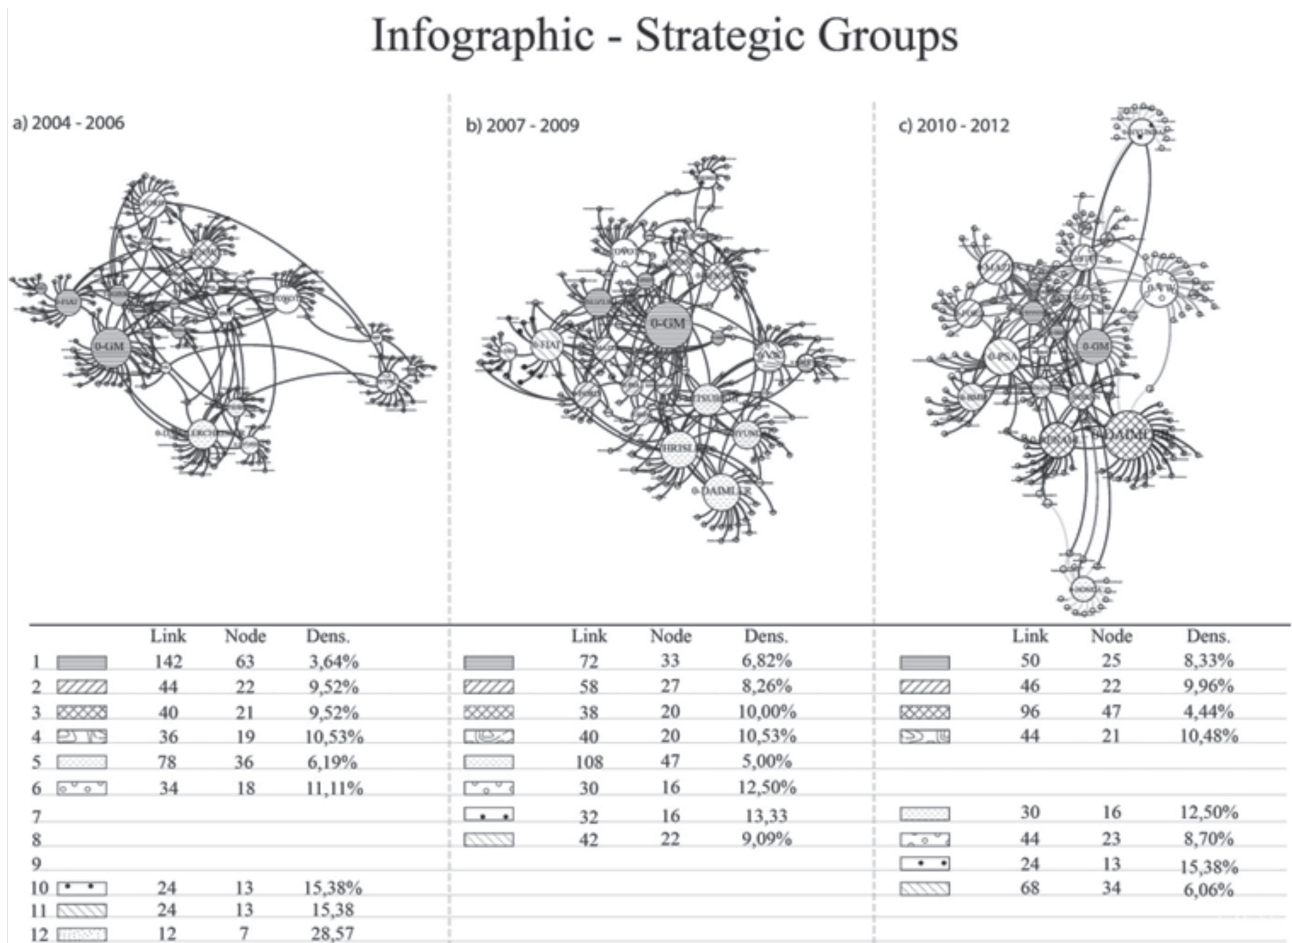 Infographic - Strategic Groups
a) 2004 - 2006
b) 2007 - 2009
c) 2010 - 2012
0-GM
0-GM
0-FIAT
0-DAIMLER
0-GM
0-PSA
Link Node Dens. Link Node Dens. Link Node Dens.
1 142 63 3,64% 72 33 6,82% 50 25 8,33%
2 44 22 9,52% 58 27 8,26% 46 22 9,96%
3 40 21 9,52% 38 20 10,00% 96 47 4,44%
4 36 19 10,53% 40 20 10,53% 44 21 10,48%
5 78 36 6,19% 108 47 5,00%
6 34 18 11,11% 30 16 12,50%
7 32 16 13,33 30 16 12,50%
8 42 22 9,09% 44 23 8,70%
9 24 13 15,38%
10 24 13 15,38% 68 34 6,06%
11 24 13 15,38
12 12 7 28,57